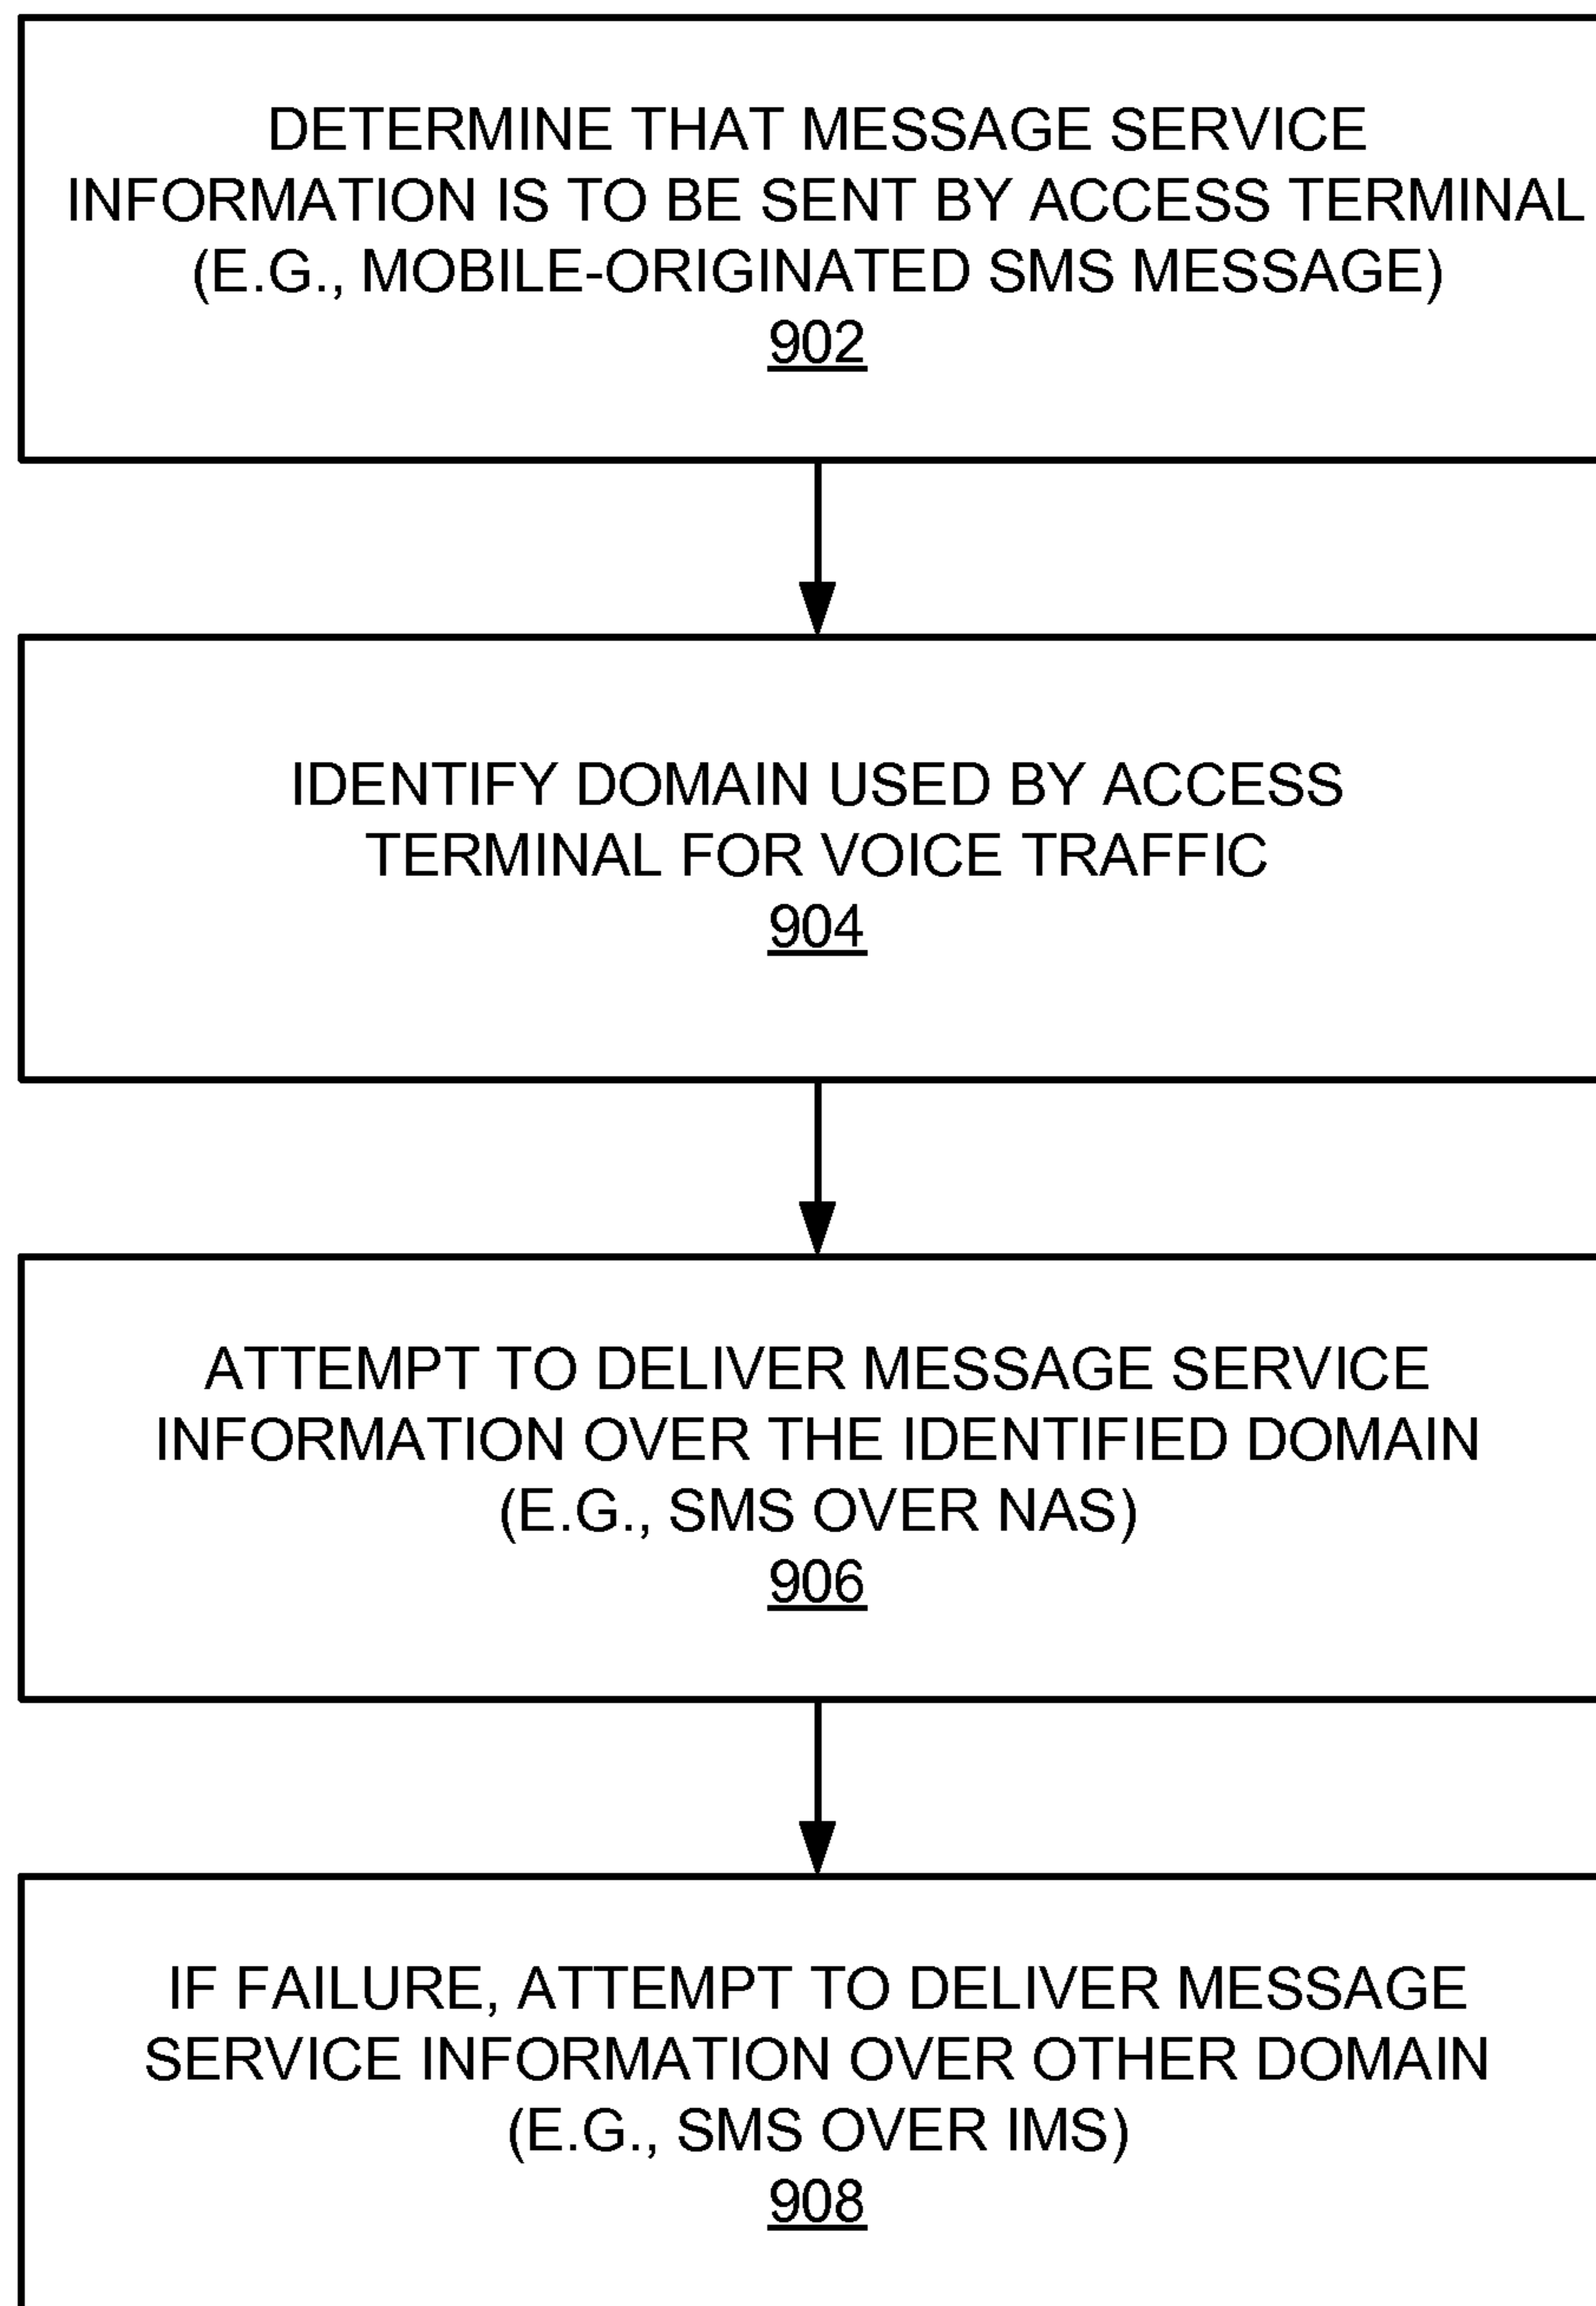 DETERMINE THAT MESSAGE SERVICE
INFORMATION IS TO BE SENT BY ACCESS TERMINAL
(E.G., MOBILE-ORIGINATED SMS MESSAGE)
902
IDENTIFY DOMAIN USED BY ACCESS
TERMINAL FOR VOICE TRAFFIC
904
ATTEMPT TO DELIVER MESSAGE SERVICE
INFORMATION OVER THE IDENTIFIED DOMAIN
(E.G., SMS OVER NAS)
906
IF FAILURE, ATTEMPT TO DELIVER MESSAGE
SERVICE INFORMATION OVER OTHER DOMAIN
(E.G., SMS OVER IMS)
908